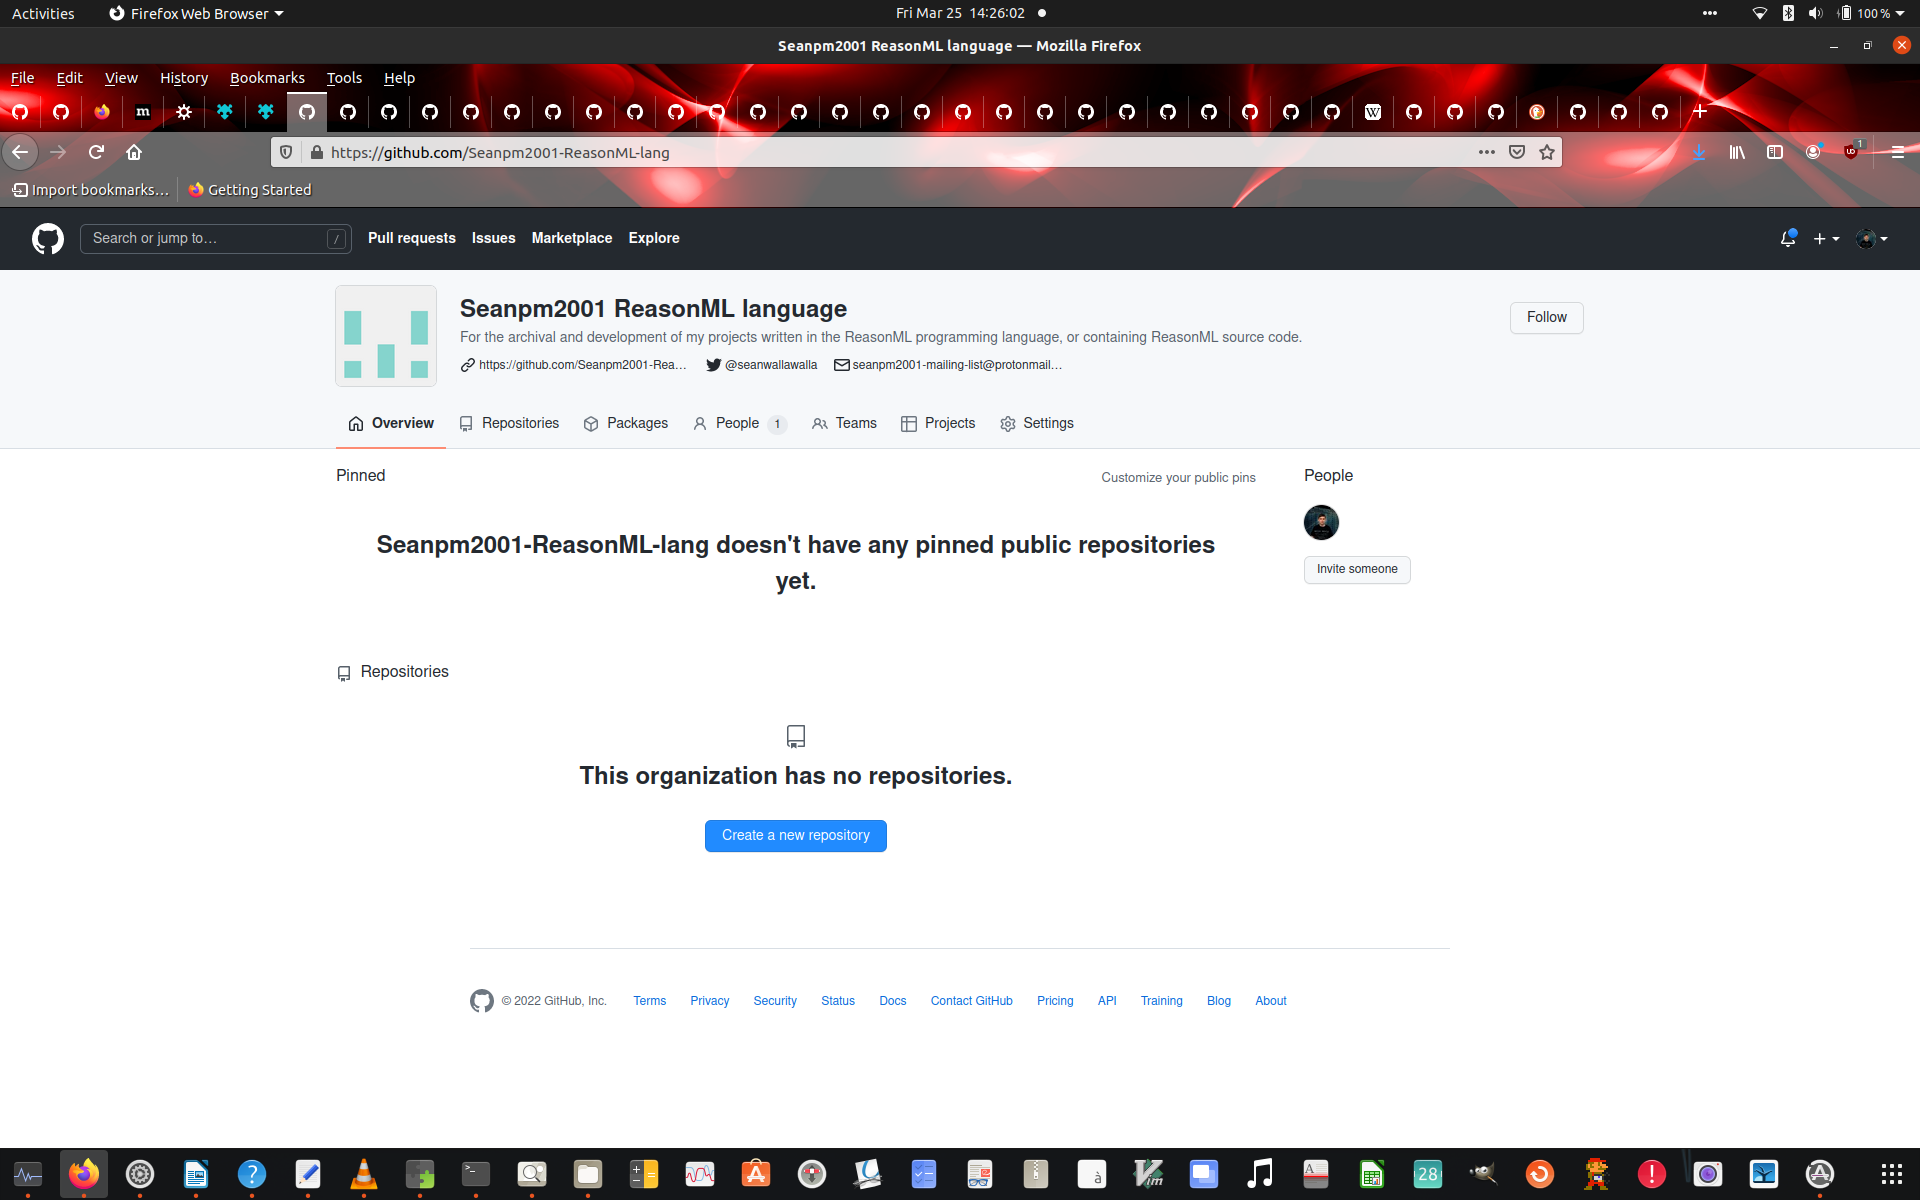 Activities
Firefox Web Browser
Fri Mar 25 14:26:02
100 %
Seanpm2001 ReasonML language — Mozilla Firefox
File Edit View History Bookmarks Tools Help
https://github.com/Seanpm2001-ReasonML-lang
1
Import bookmarks… Getting Started
Search or jump to… /
Pull requests Issues Marketplace Explore
Seanpm2001 ReasonML language
Follow
For the archival and development of my projects written in the ReasonML programming language, or containing ReasonML source code.
https://github.com/Seanpm2001-Rea… @seanwallawalla seanpm2001-mailing-list@protonmail…
Overview Repositories Packages People 1 Teams Projects Settings
Pinned
Customize your public pins
People
Seanpm2001-ReasonML-lang doesn't have any pinned public repositories
yet.
Invite someone
Repositories
This organization has no repositories.
Create a new repository
© 2022 GitHub, Inc. Terms Privacy Security Status Docs Contact GitHub Pricing API Training Blog About
28